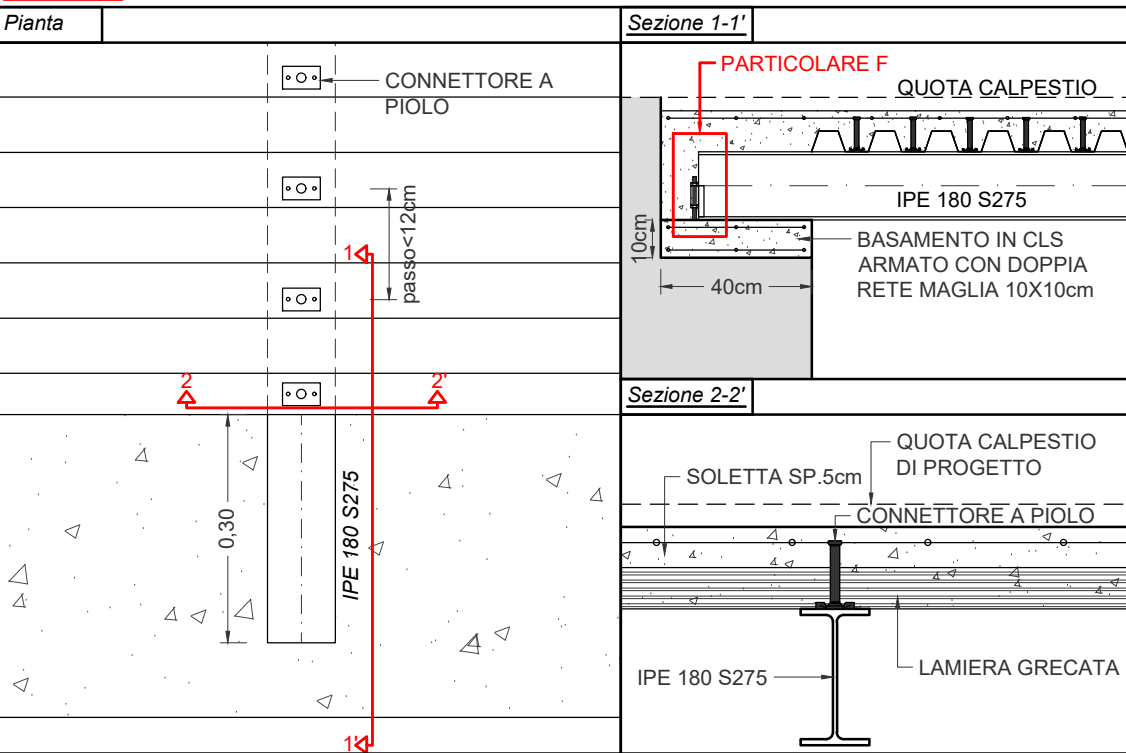 Pianta
CONNETTORE A
PIOLO
passo<12cm
1
2
2'
0,30
IPE 180 S275
1'
Sezione 1-1'
PARTICOLARE F
QUOTA CALPESTIO
IPE 180 S275
10cm
40cm
BASAMENTO IN CLS
ARMATO CON DOPPIA
RETE MAGLIA 10X10cm
Sezione 2-2'
QUOTA CALPESTIO
DI PROGETTO
SOLETTA SP.5cm
CONNETTORE A PIOLO
LAMIERA GRECATA
IPE 180 S275